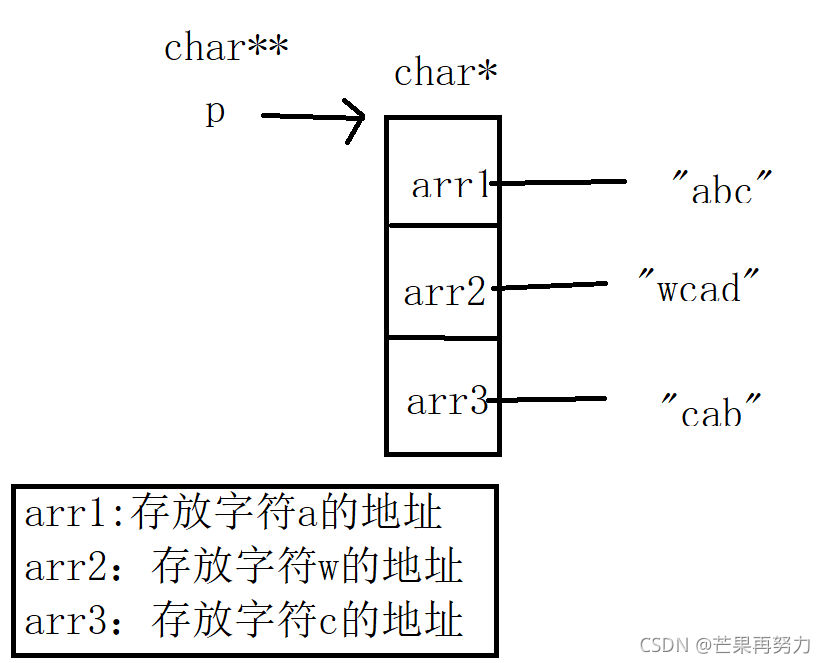 char**
char*
p
arr1
"abc"
arr2
"wcad"
arr3
"cab"
arr1:存放字符a的地址
arr2：存放字符w的地址
arr3：存放字符c的地址
CSDN @芒果再努力